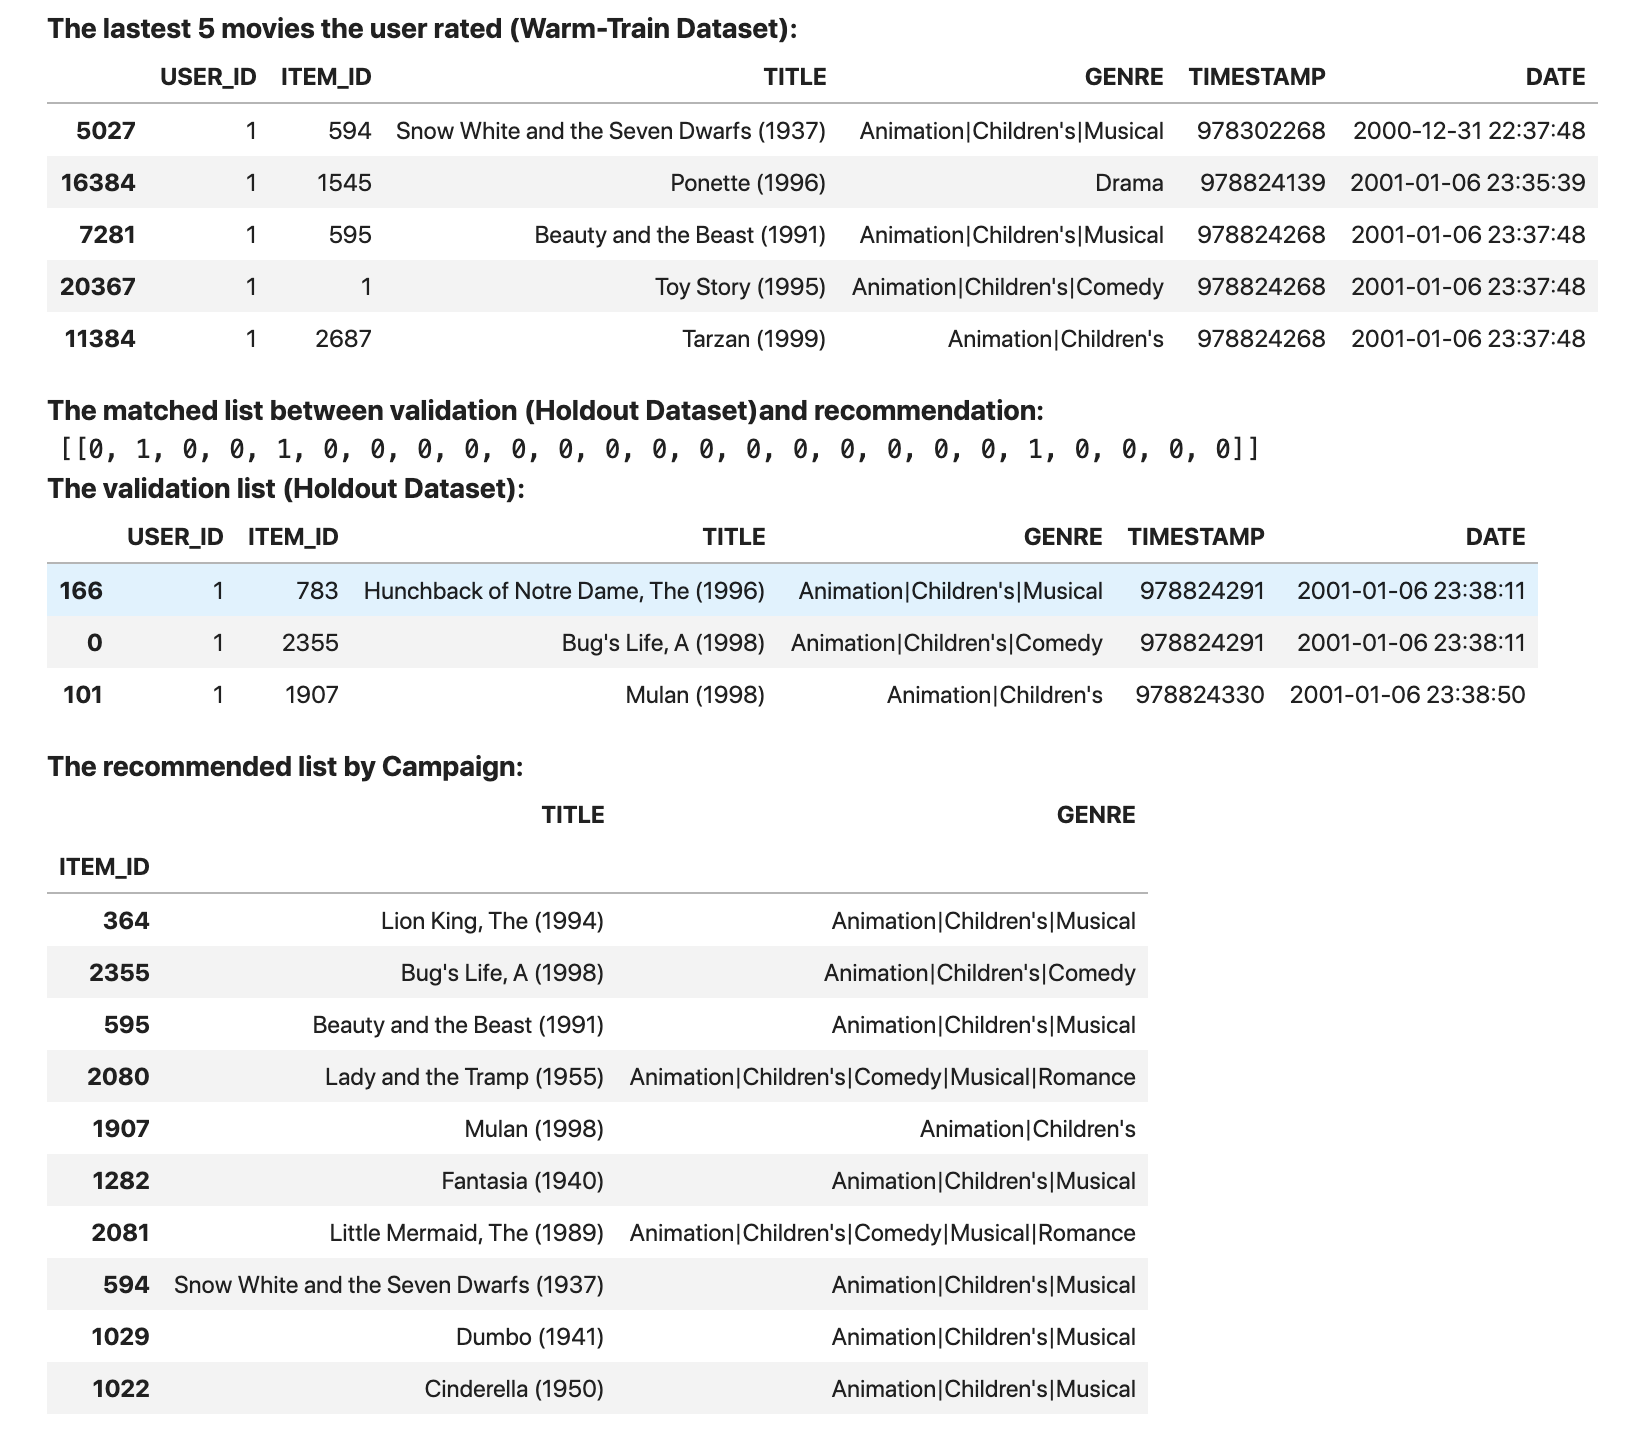 The lastest 5 movies the user rated (Warm-Train Dataset):
USER_ID ITEM_ID TITLE GENRE TIMESTAMP DATE
5027 1 594 Snow White and the Seven Dwarfs (1937) Animation|Children's|Musical 978302268 2000-12-31 22:37:48
16384 1 1545 Ponette (1996) Drama 978824139 2001-01-06 23:35:39
7281 1 595 Beauty and the Beast (1991) Animation|Children's|Musical 978824268 2001-01-06 23:37:48
20367 1 1 Toy Story (1995) Animation|Children's|Comedy 978824268 2001-01-06 23:37:48
11384 1 2687 Tarzan (1999) Animation|Children's 978824268 2001-01-06 23:37:48
The matched list between validation (Holdout Dataset)and recommendation:
[[0, 1, 0, 0, 1, 0, 0, 0, 0, 0, 0, 0, 0, 0, 0, 0, 0, 0, 0, 0, 1, 0, 0, 0, 0]]
The validation list (Holdout Dataset):
USER_ID ITEM_ID TITLE GENRE TIMESTAMP DATE
166 1 783 Hunchback of Notre Dame, The (1996) Animation|Children's|Musical 978824291 2001-01-06 23:38:11
0 1 2355 Bug's Life, A (1998) Animation|Children's|Comedy 978824291 2001-01-06 23:38:11
101 1 1907 Mulan (1998) Animation|Children's 978824330 2001-01-06 23:38:50
The recommended list by Campaign:
TITLE GENRE
ITEM_ID
364 Lion King, The (1994) Animation|Children's|Musical
2355 Bug's Life, A (1998) Animation|Children's|Comedy
595 Beauty and the Beast (1991) Animation|Children's|Musical
2080 Lady and the Tramp (1955) Animation|Children's|Comedy|Musical|Romance
1907 Mulan (1998) Animation|Children's
1282 Fantasia (1940) Animation|Children's|Musical
2081 Little Mermaid, The (1989) Animation|Children's|Comedy|Musical|Romance
594 Snow White and the Seven Dwarfs (1937) Animation|Children's|Musical
1029 Dumbo (1941) Animation|Children's|Musical
1022 Cinderella (1950) Animation|Children's|Musical